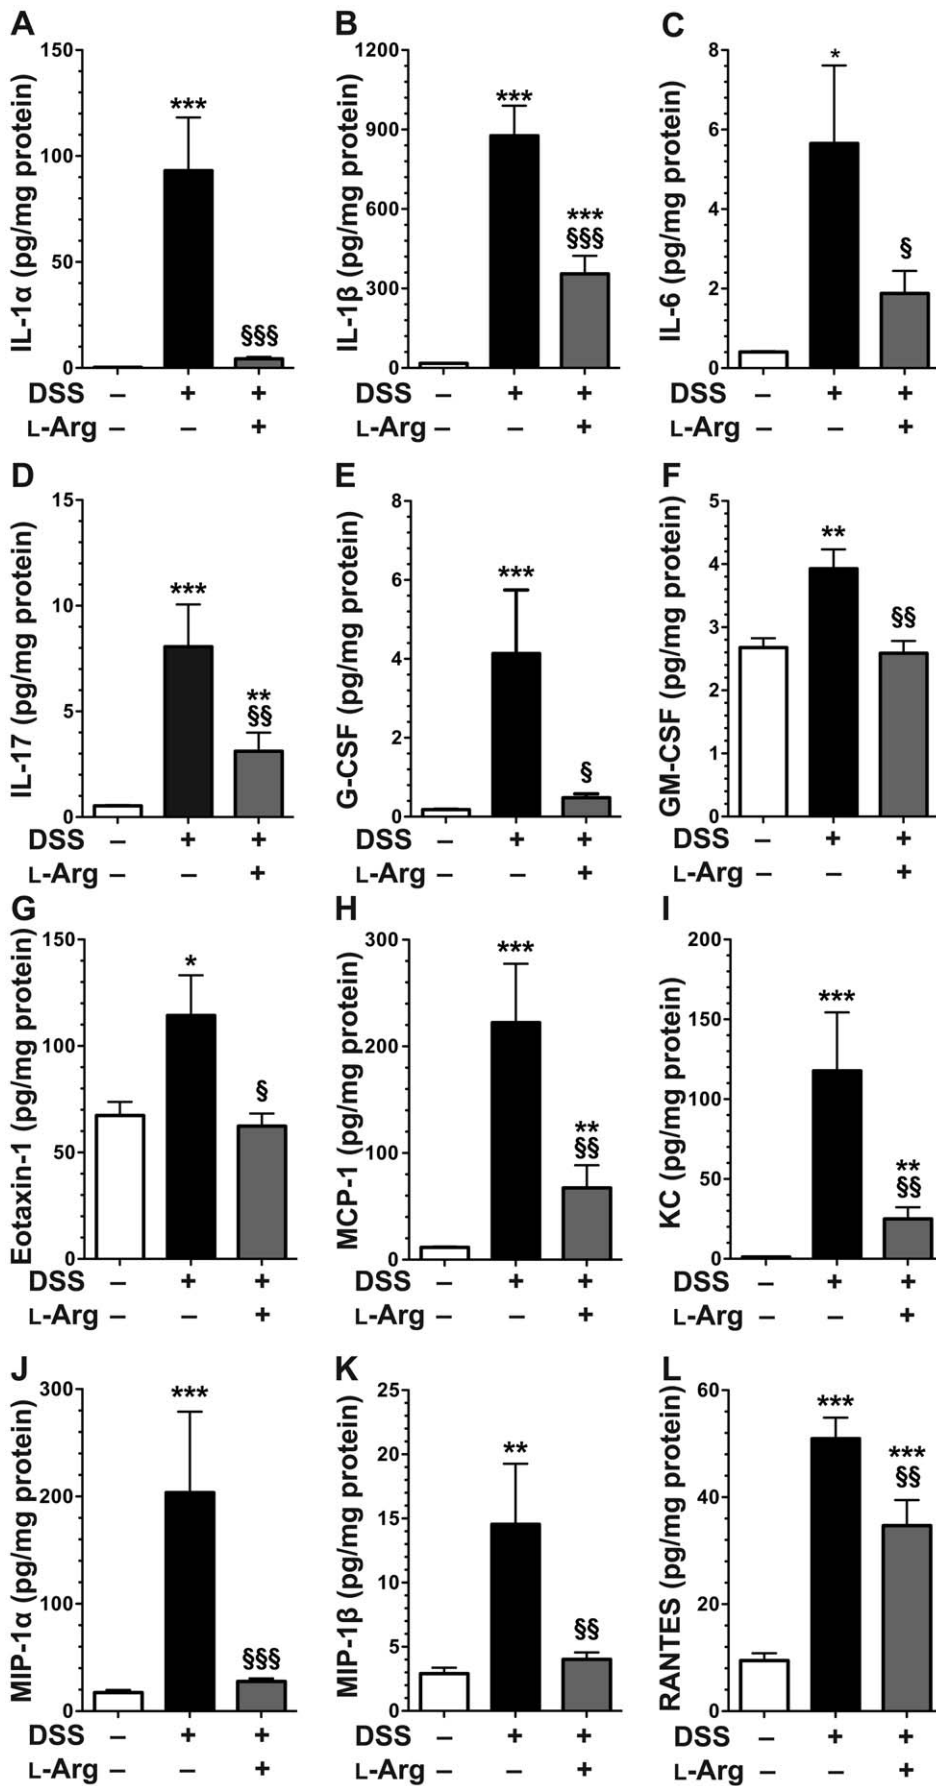 A
IL-1α (pg/mg protein)
150
100
50
0
***
§§§
DSS – + +
L-Arg – – +
B
IL-1β (pg/mg protein)
1200
900
600
300
0
***
***
§§§
DSS – + +
L-Arg – – +
C
IL-6 (pg/mg protein)
8
6
4
2
0
*
§
DSS – + +
L-Arg – – +
D
IL-17 (pg/mg protein)
15
10
5
0
***
**
§§
DSS – + +
L-Arg – – +
E
G-CSF (pg/mg protein)
8
6
4
2
0
***
§
DSS – + +
L-Arg – – +
F
GM-CSF (pg/mg protein)
5
4
3
2
1
0
**
§§
DSS – + +
L-Arg – – +
G
Eotaxin-1 (pg/mg protein)
150
100
50
0
*
§
DSS – + +
L-Arg – – +
H
MCP-1 (pg/mg protein)
300
200
100
0
***
**
§§
DSS – + +
L-Arg – – +
I
KC (pg/mg protein)
200
150
100
50
0
***
**
§§
DSS – + +
L-Arg – – +
J
MIP-1α (pg/mg protein)
300
200
100
0
***
§§§
DSS – + +
L-Arg – – +
K
MIP-1β (pg/mg protein)
25
20
15
10
5
0
**
§§
DSS – + +
L-Arg – – +
L
RANTES (pg/mg protein)
60
40
20
0
***
***
§§
DSS – + +
L-Arg – – +